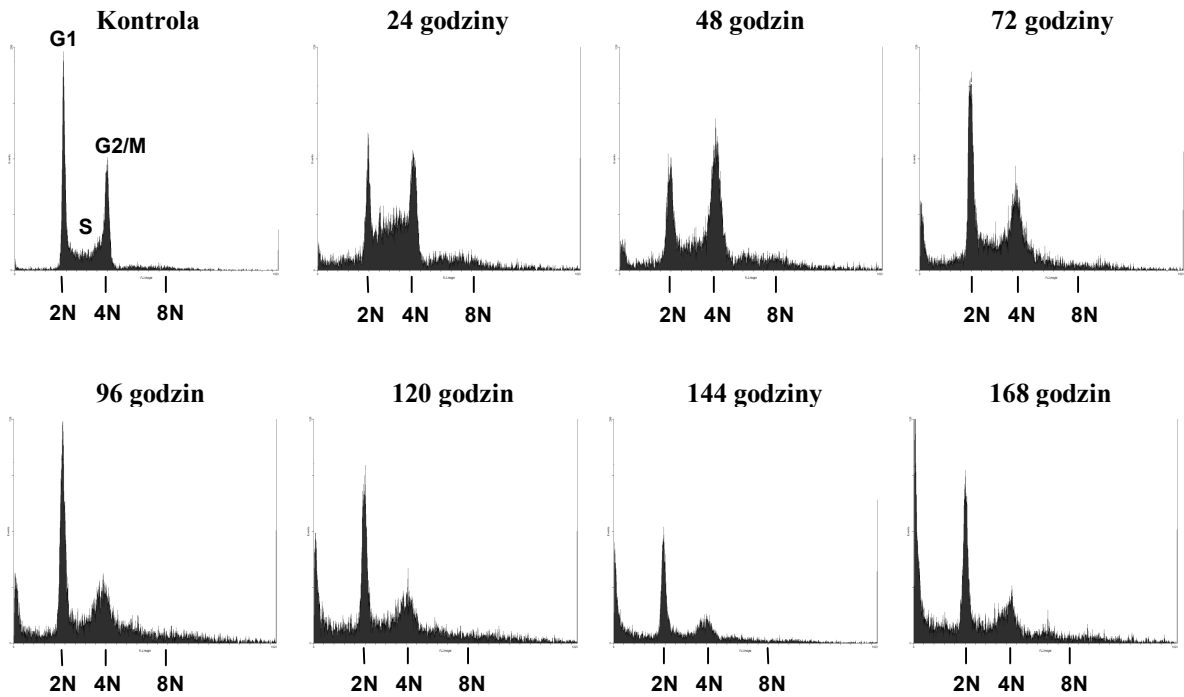 Kontrola
24 godziny
48 godzin
72 godziny
G1
G2/M
S
2N 4N 8N
2N 4N 8N
2N 4N 8N
2N 4N 8N
96 godzin
120 godzin
144 godziny
168 godzin
2N 4N 8N
2N 4N 8N
2N 4N 8N
2N 4N 8N